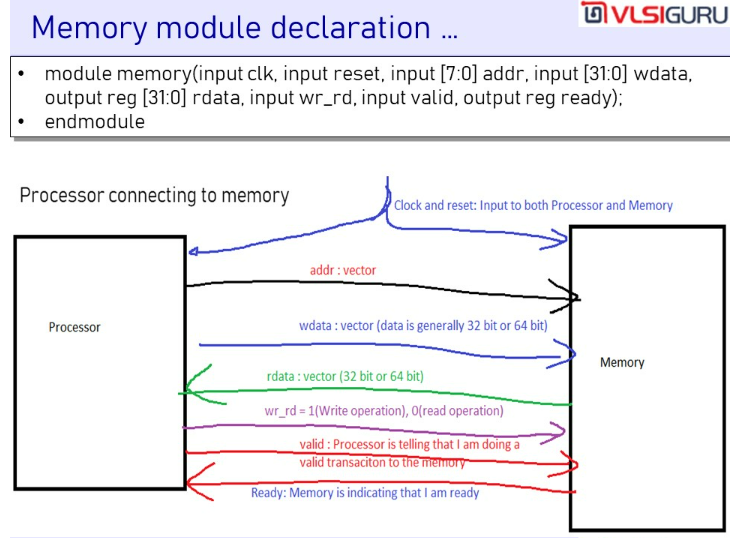 Memory module declaration ...
VLSIGURU
• module memory(input clk, input reset, input [7:0] addr, input [31:0] wdata,
output reg [31:0] rdata, input wr_rd, input valid, output reg ready);
• endmodule
Processor connecting to memory
Clock and reset: Input to both Processor and Memory
addr : vector
Processor
wdata : vector (data is generally 32 bit or 64 bit)
Memory
rdata : vector (32 bit or 64 bit)
wr_rd = 1(Write operation), 0(read operation)
valid : Processor is telling that I am doing a
valid transaciton to the memory
Ready: Memory is indicating that I am ready